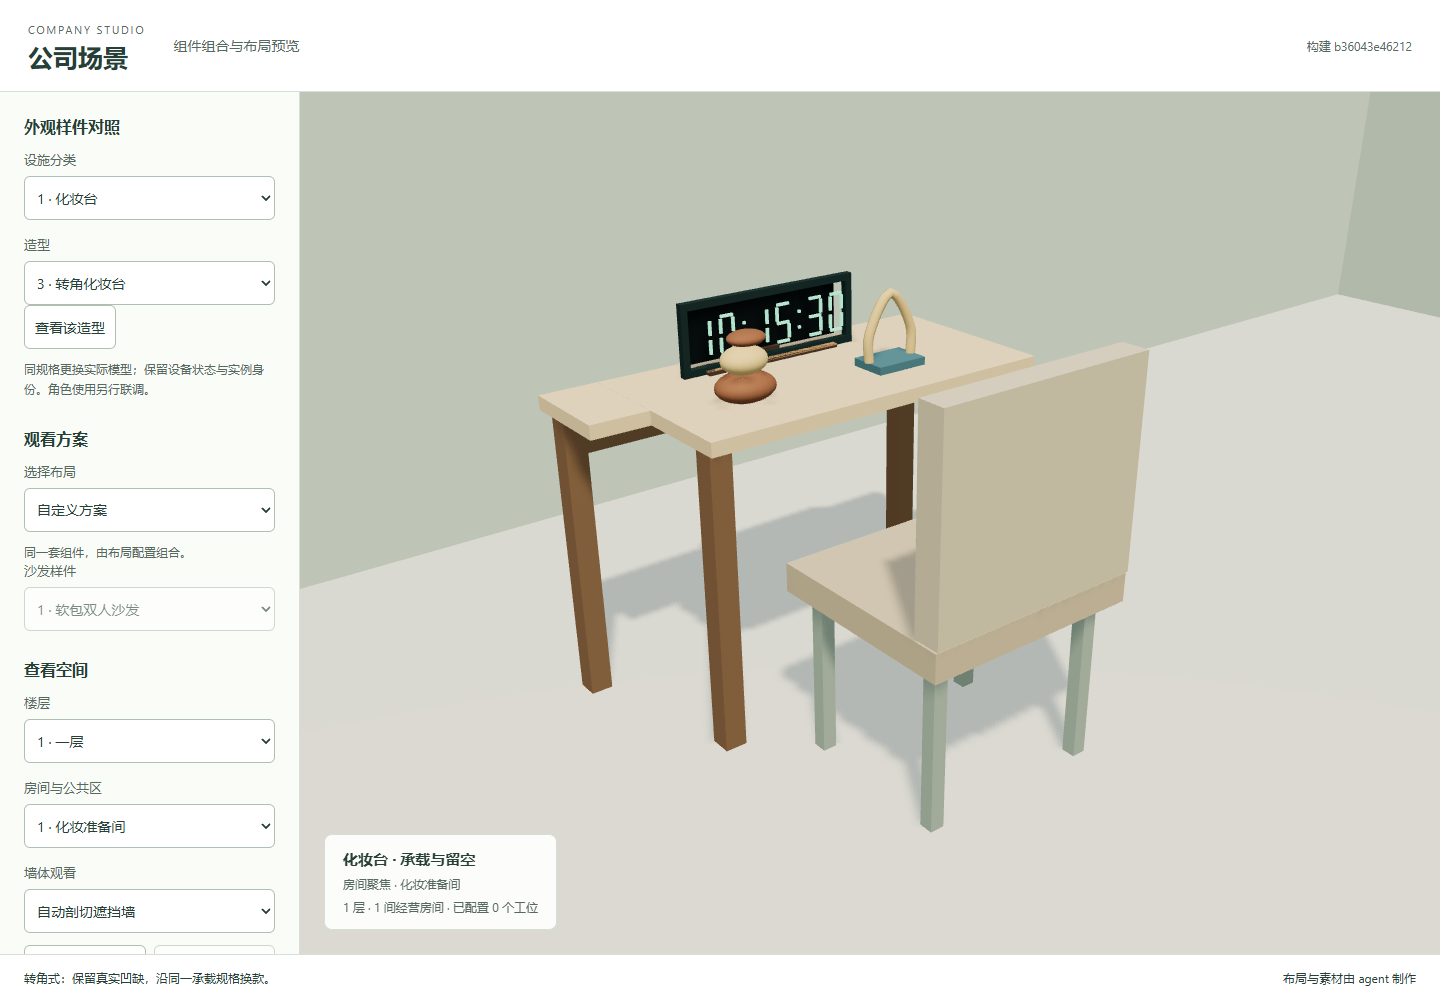 COMPANY STUDIO
公司场景
组件组合与布局预览
构建 b36043e46212
外观样件对照
设施分类
1 · 化妆台
造型
3 · 转角化妆台
查看该造型
同规格更换实际模型；保留设备状态与实例身
份。角色使用另行联调。
观看方案
选择布局
自定义方案
同一套组件，由布局配置组合。
沙发样件
1 · 软包双人沙发
查看空间
楼层
1 · 一层
房间与公共区
1 · 化妆准备间
墙体观看
自动剖切遮挡墙
化妆台 · 承载与留空
房间聚焦 · 化妆准备间
1 层 · 1 间经营房间 · 已配置 0 个工位
转角式：保留真实凹缺，沿同一承载规格换款。
布局与素材由 agent 制作